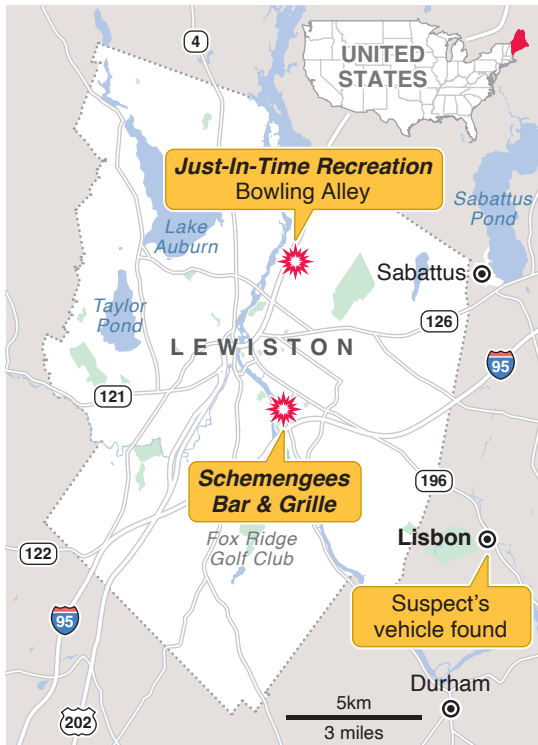 4
UNITED
STATES
Just-In-Time Recreation
Bowling Alley
Sabattus
Pond
Lake
Auburn
Sabattus
Taylor
Pond
126
LEWISTON
95
121
Schemengees
Bar & Grille
196
Fox Ridge
Golf Club
Lisbon
122
Suspect's
vehicle found
95
Durham
5km
202
3 miles